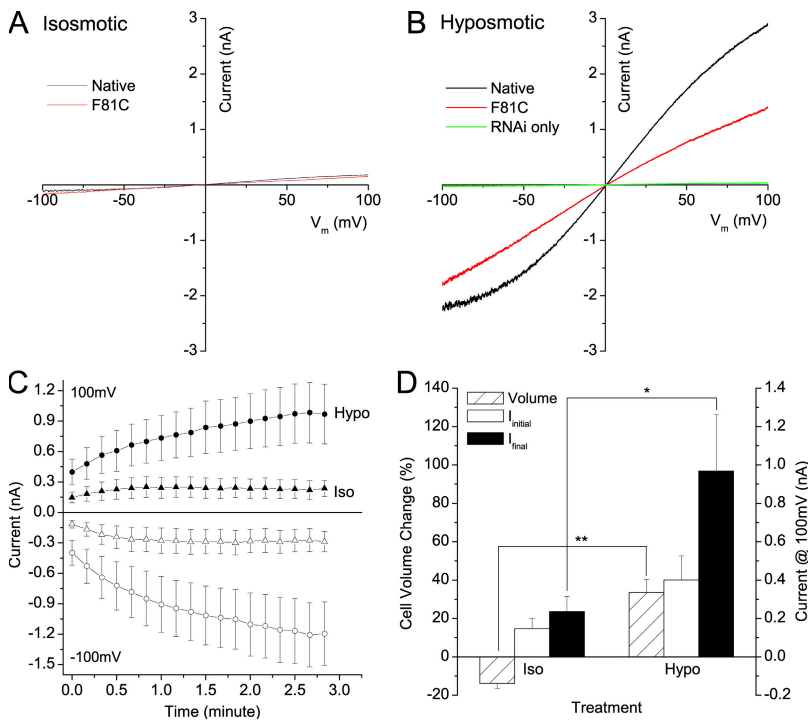 A Isosmotic
Native
F81C
Current (nA)
3
2
1
-1
-2
-3
-100 -50 50 100
Vm (mV)
B Hyposmotic
Native
F81C
RNAi only
Current (nA)
3
2
1
-1
-2
-3
-100 -50 50 100
Vm (mV)
C
100mV
Hypo
Iso
-100mV
Current (nA)
1.2
0.9
0.6
0.3
0.0
-0.3
-0.6
-0.9
-1.2
-1.5
0.0 0.5 1.0 1.5 2.0 2.5 3.0
Time (minute)
D
Volume
Iinitial
Ifinal
*
**
Cell Volume Change (%)
140
120
100
80
60
40
20
0
-20
Current @ 100mV (nA)
1.4
1.2
1.0
0.8
0.6
0.4
0.2
0.0
-0.2
Iso Hypo
Treatment